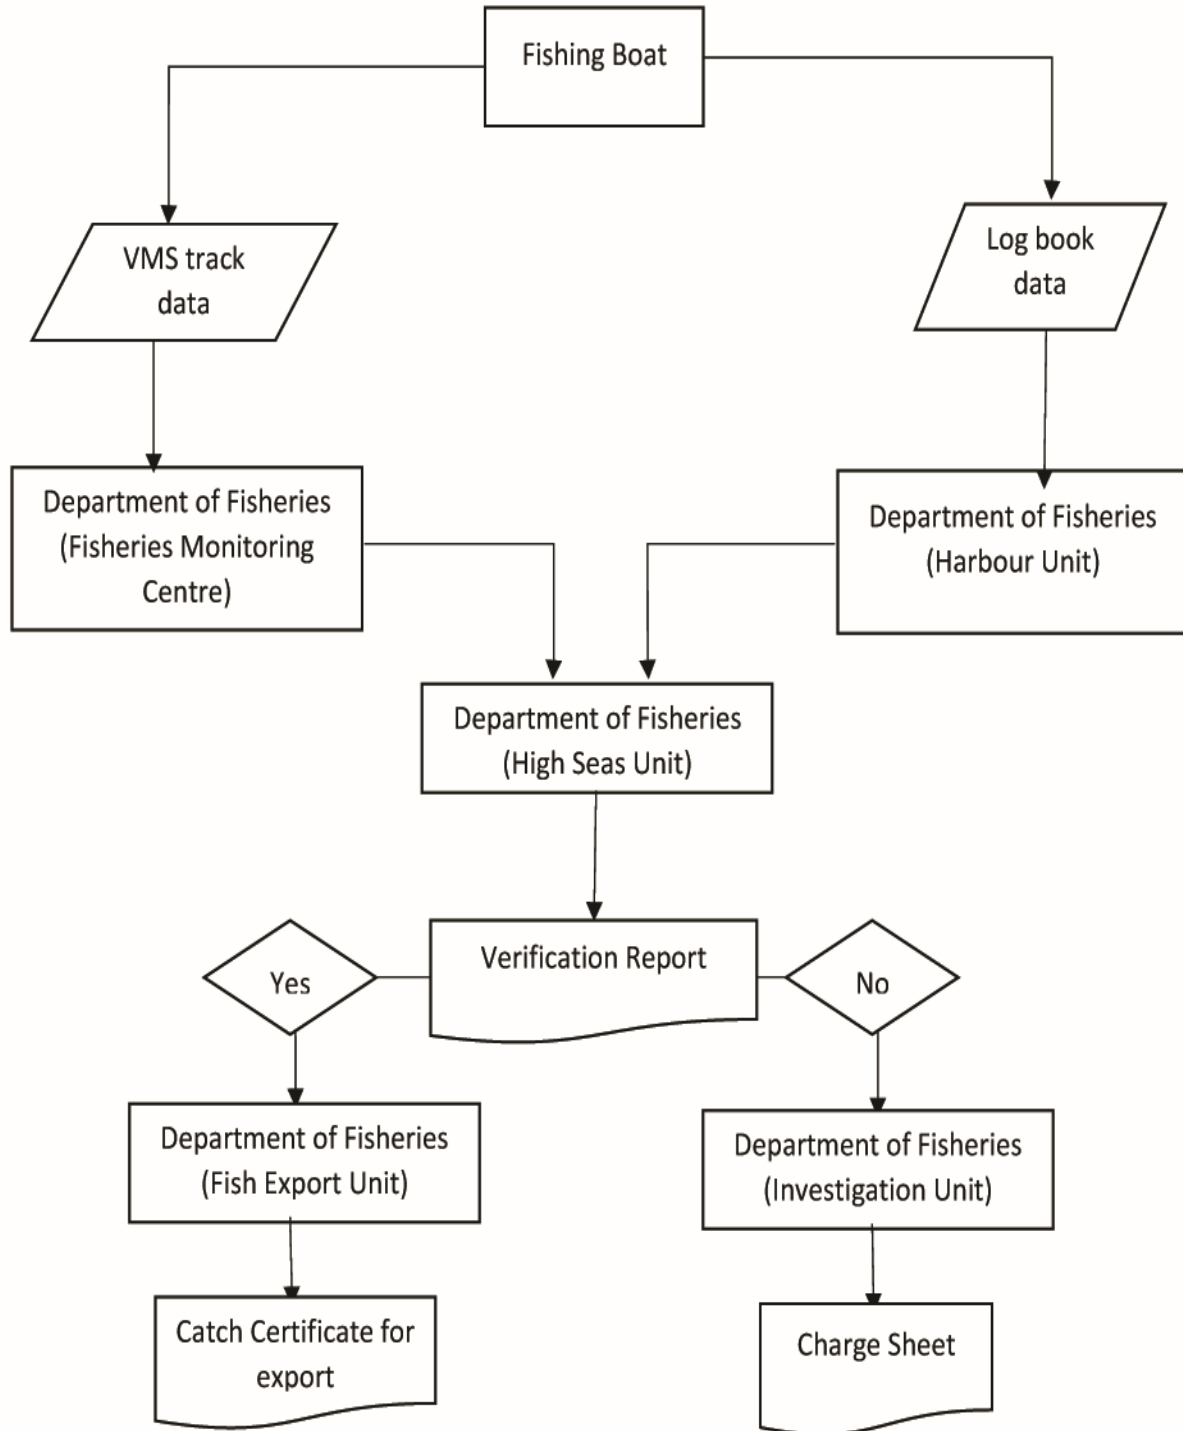 Fishing Boat
VMS track
data
Log book
data
Department of Fisheries
(Fisheries Monitoring
Centre)
Department of Fisheries
(Harbour Unit)
Department of Fisheries
(High Seas Unit)
Verification Report
Yes
No
Department of Fisheries
(Fish Export Unit)
Department of Fisheries
(Investigation Unit)
Catch Certificate for
export
Charge Sheet